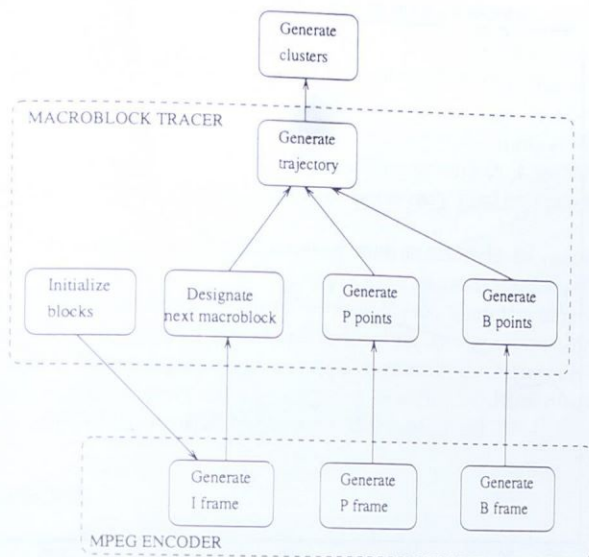 Generate
clusters
MACROBLOCK TRACER
Generate
trajectory
Initialize
blocks
Designate
next macroblock
Generate
P points
Generate
B points
Generate
I frame
Generate
P frame
Generate
B frame
MPEG ENCODER